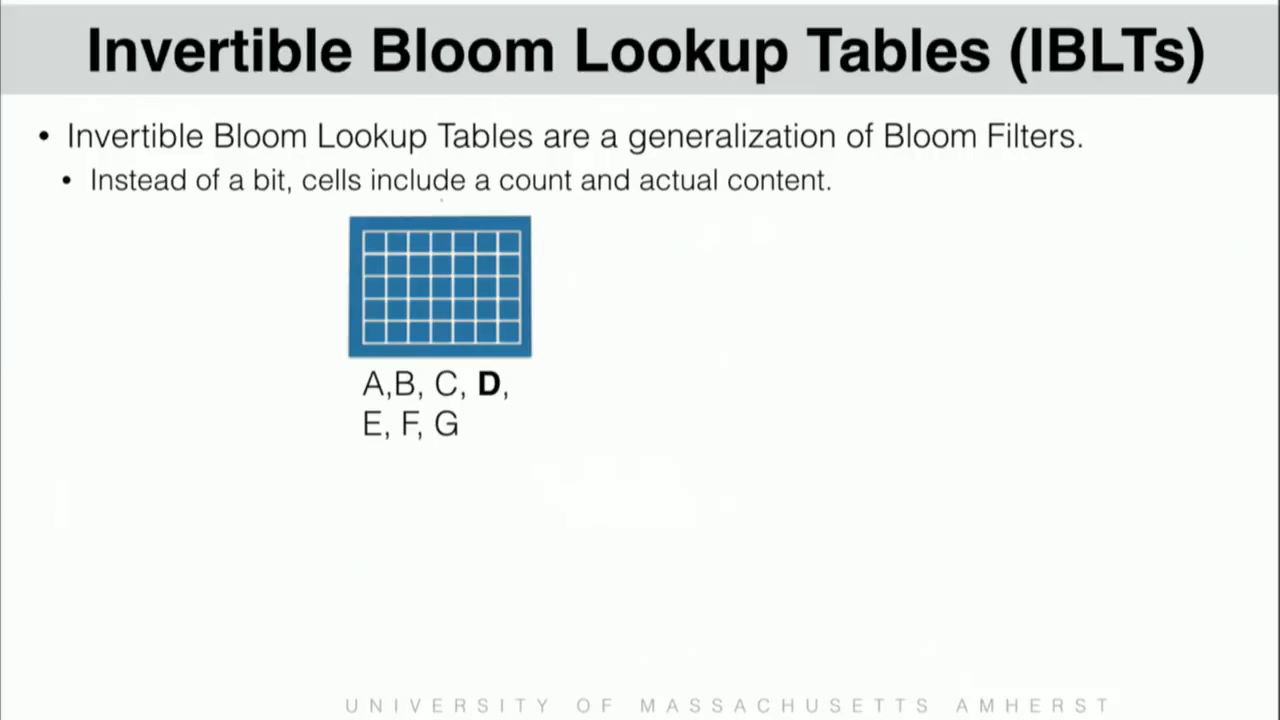 Invertible Bloom Lookup Tables (IBLTs)
• Invertible Bloom Lookup Tables are a generalization of Bloom Filters.
• Instead of a bit, cells include a count and actual content.
A,B, C, D,
E, F, G
UNIVERSITY OF MASSACHUSETTS AMHERST